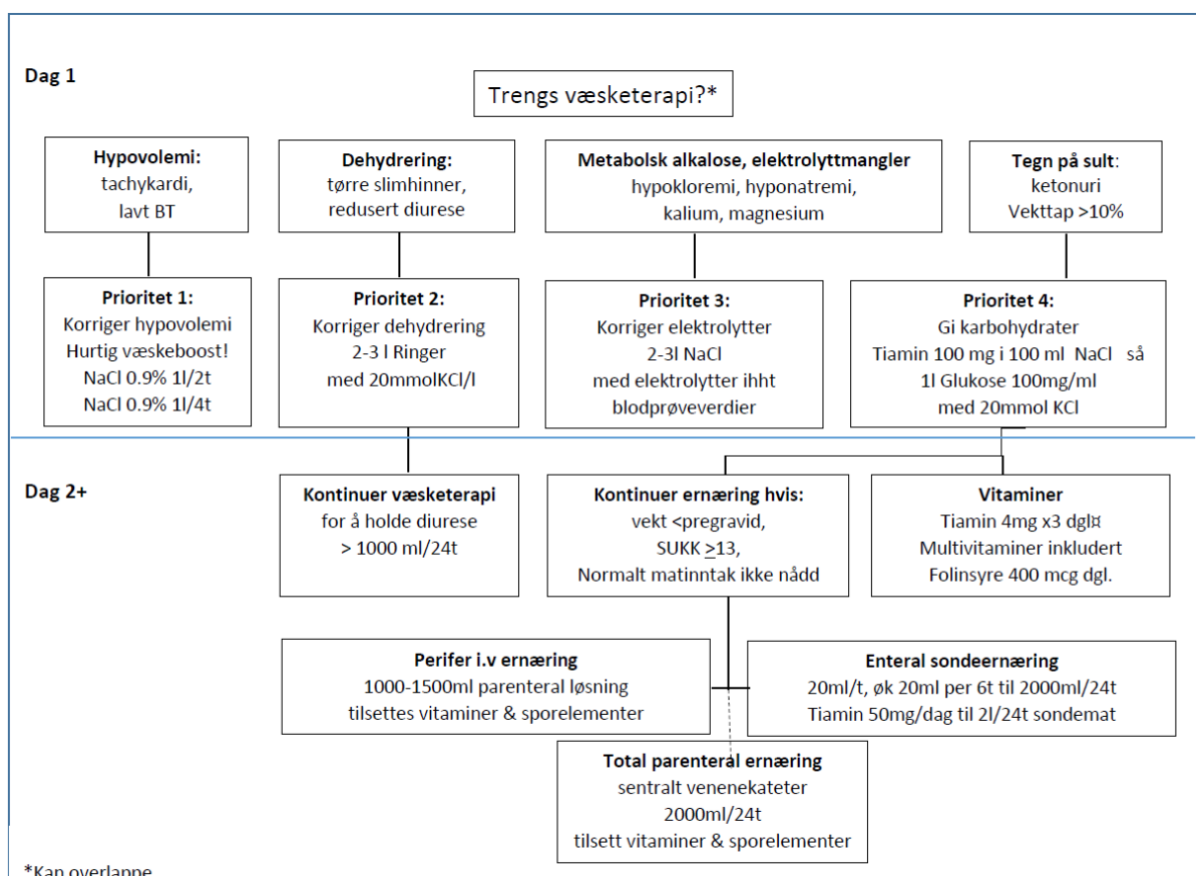 Dag 1
Trengs væsketerapi?*
Hypovolemi:
tachykardi,
lavt BT
Dehydrering:
tørre slimhinner,
redusert diurese
Metabolsk alkalose, elektrolyttmangler
hypokloremi, hyponatremi,
kalium, magnesium
Tegn på sult:
ketonuri
Vekttap >10%
Prioritet 1:
Korriger hypovolemi
Hurtig væskeboost!
NaCl 0.9% 1l/2t
NaCl 0.9% 1l/4t
Prioritet 2:
Korriger dehydrering
2-3 l Ringer
med 20mmolKCl/l
Prioritet 3:
Korriger elektrolytter
2-3l NaCl
med elektrolytter ihht
blodprøveverdier
Prioritet 4:
Gi karbohydrater
Tiamin 100 mg i 100 ml NaCl så
1l Glukose 100mg/ml
med 20mmol KCl
Dag 2+
Kontinuer væsketerapi
for å holde diurese
> 1000 ml/24t
Kontinuer ernæring hvis:
vekt <pregravid,
SUKK ≥13,
Normalt matinntak ikke nådd
Vitaminer
Tiamin 4mg x3 dgl¤
Multivitaminer inkludert
Folinsyre 400 mcg dgl.
Perifer i.v ernæring
1000-1500ml parenteral løsning
tilsettes vitaminer & sporelementer
Enteral sondeernæring
20ml/t, øk 20ml per 6t til 2000ml/24t
Tiamin 50mg/dag til 2l/24t sondemat
Total parenteral ernæring
sentralt venenekateter
2000ml/24t
tilsett vitaminer & sporelementer
*Kan overlappe